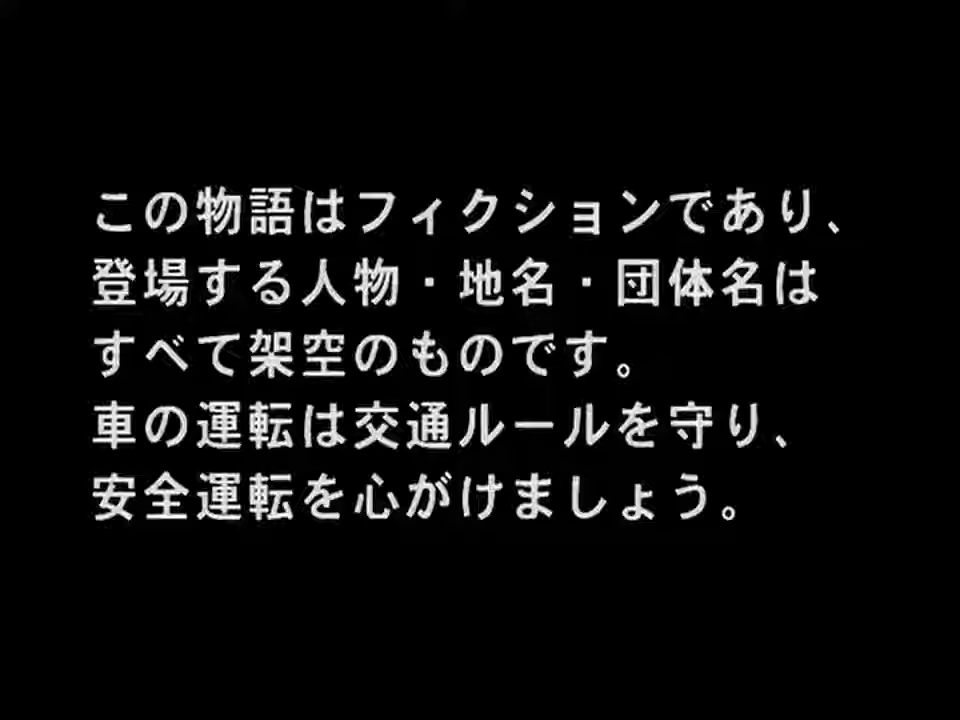 この物語はフィクションであり、
登場する人物・地名・団体名は
すべて架空のものです。
車の運転は交通ルールを守り、
安全運転を心がけましょう。